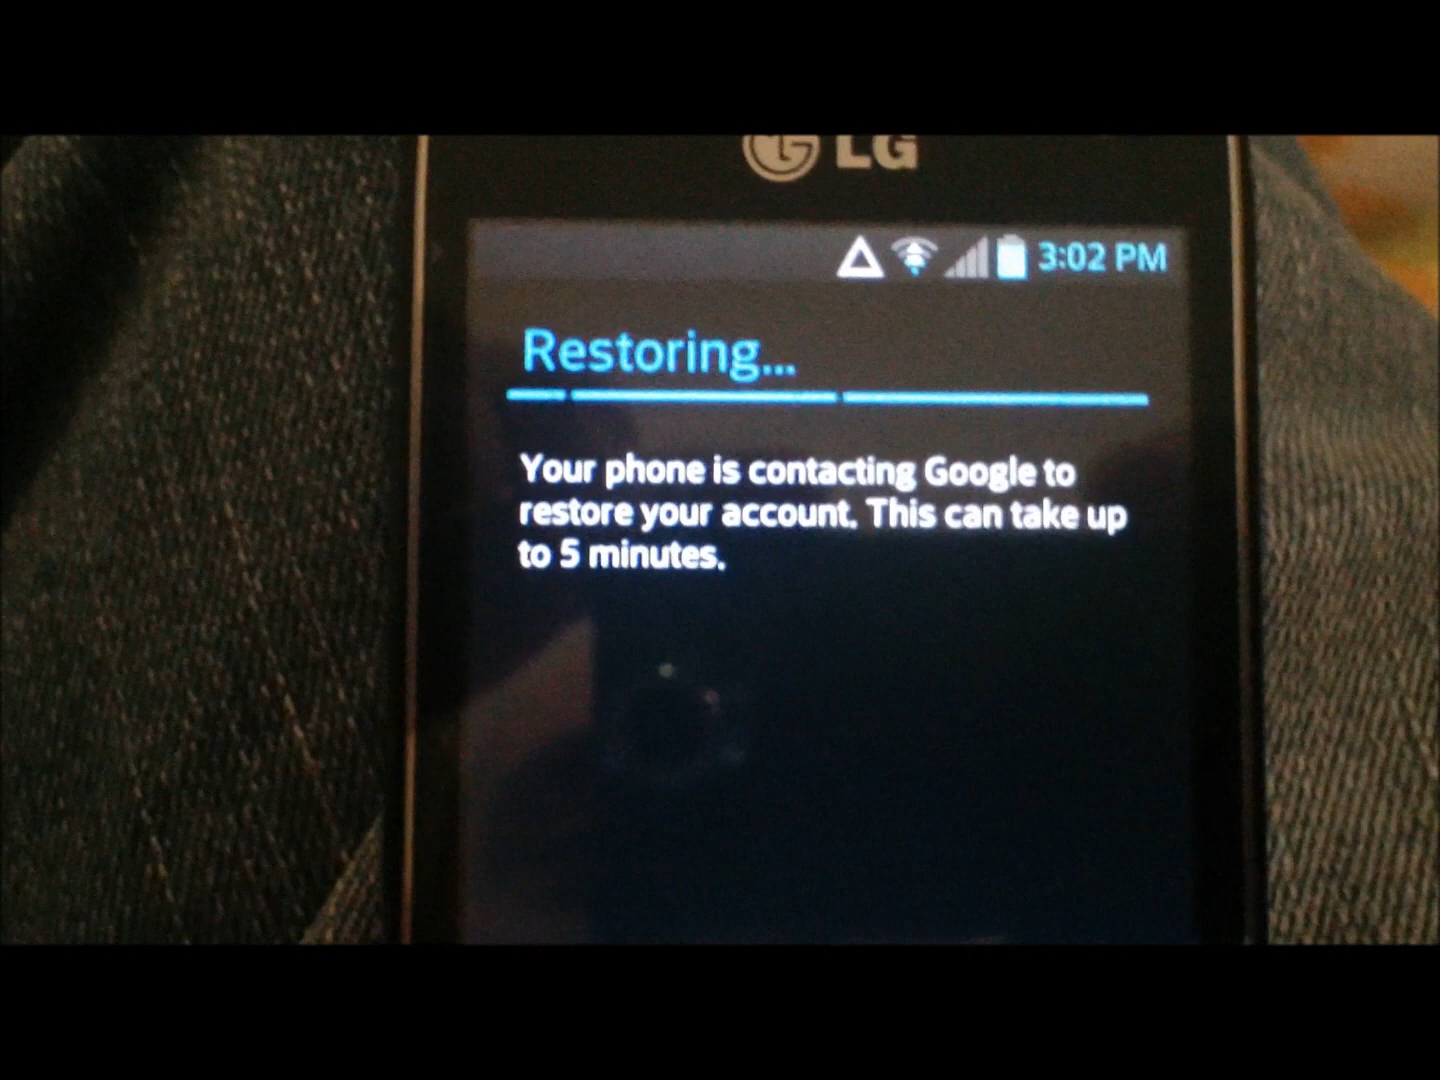 LG
3:02 PM
Restoring...
Your phone is contacting Google to
restore your account. This can take up
to 5 minutes.